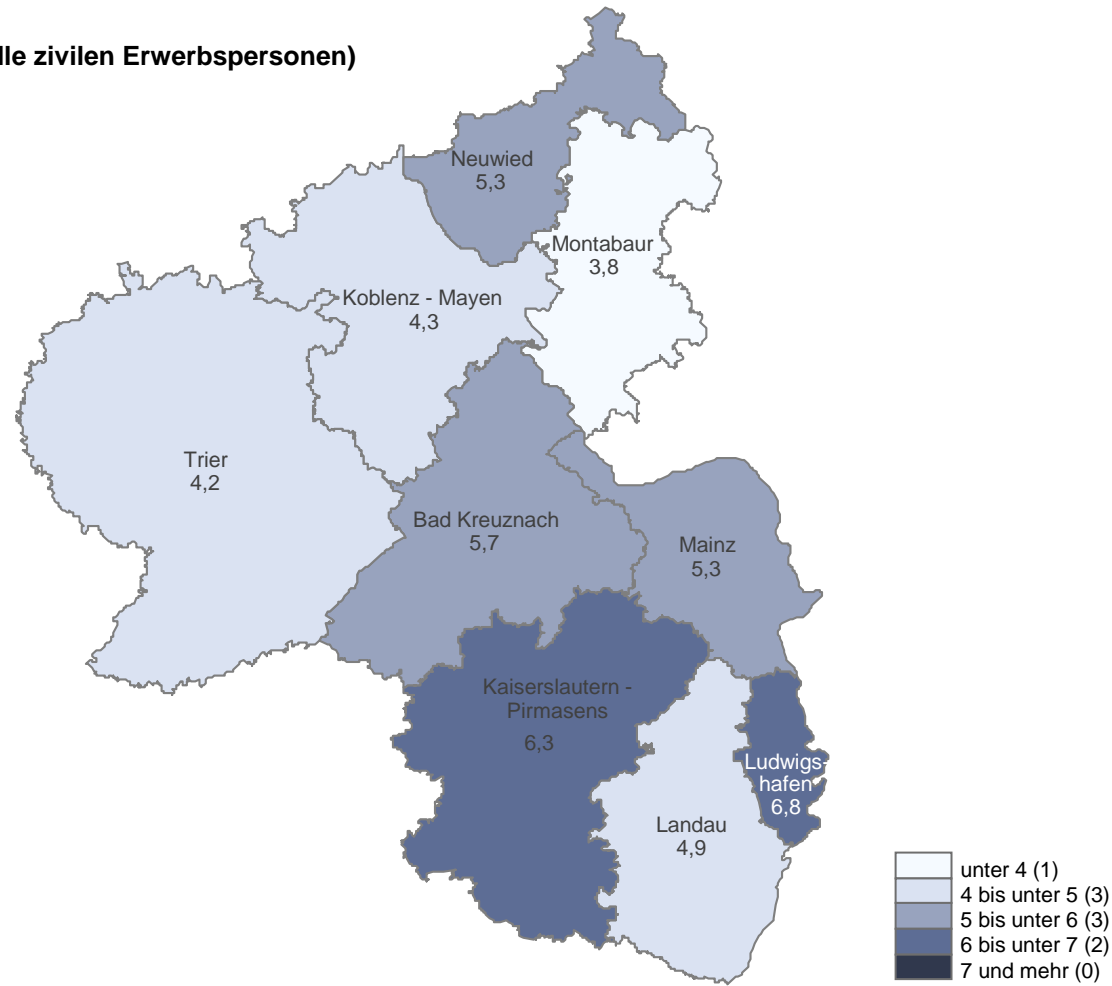 lle zivilen Erwerbspersonen)
Neuwied
5,3
Montabaur
3,8
Koblenz - Mayen
4,3
Trier
4,2
Bad Kreuznach
5,7
Mainz
5,3
Kaiserslautern -
Pirmasens
6,3
Ludwigs-
hafen
6,8
Landau
4,9
unter 4 (1)
4 bis unter 5 (3)
5 bis unter 6 (3)
6 bis unter 7 (2)
7 und mehr (0)